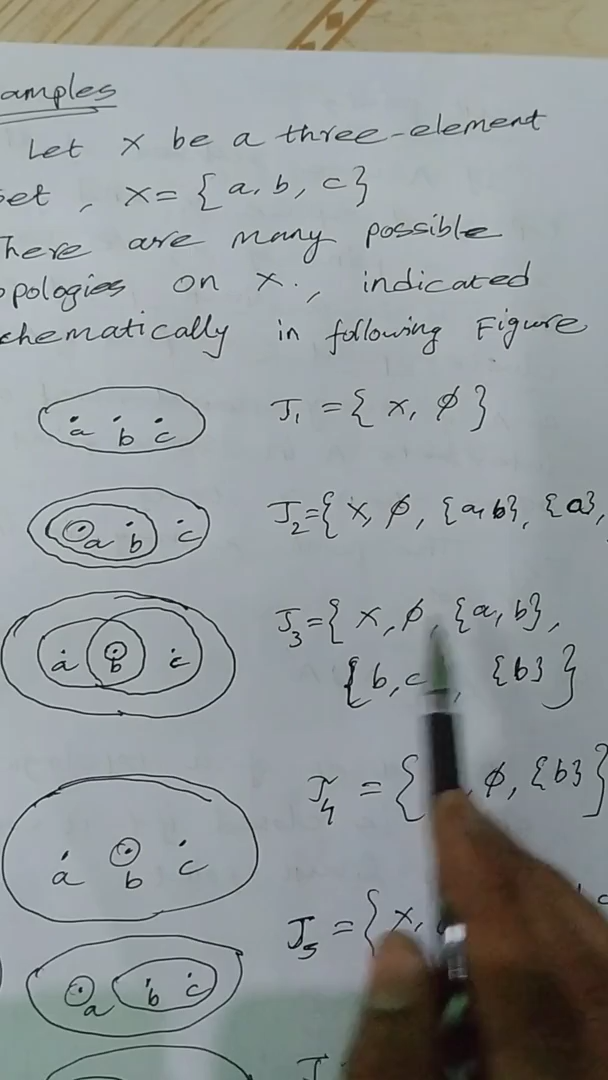 amples
Let X be a three-element
set, X = {a, b, c}
There are many possible
opologies on X., indicated
chematically in following Figure
a b c J₁ = {X, φ}
a b c J₂ = {X, φ, {a, b}, {a},
a b c J₃ = {X, φ, {a, b},
{b, c , {b}}
J₄ = { , φ, {b}}
a b c
J₅ = {X,
a b c